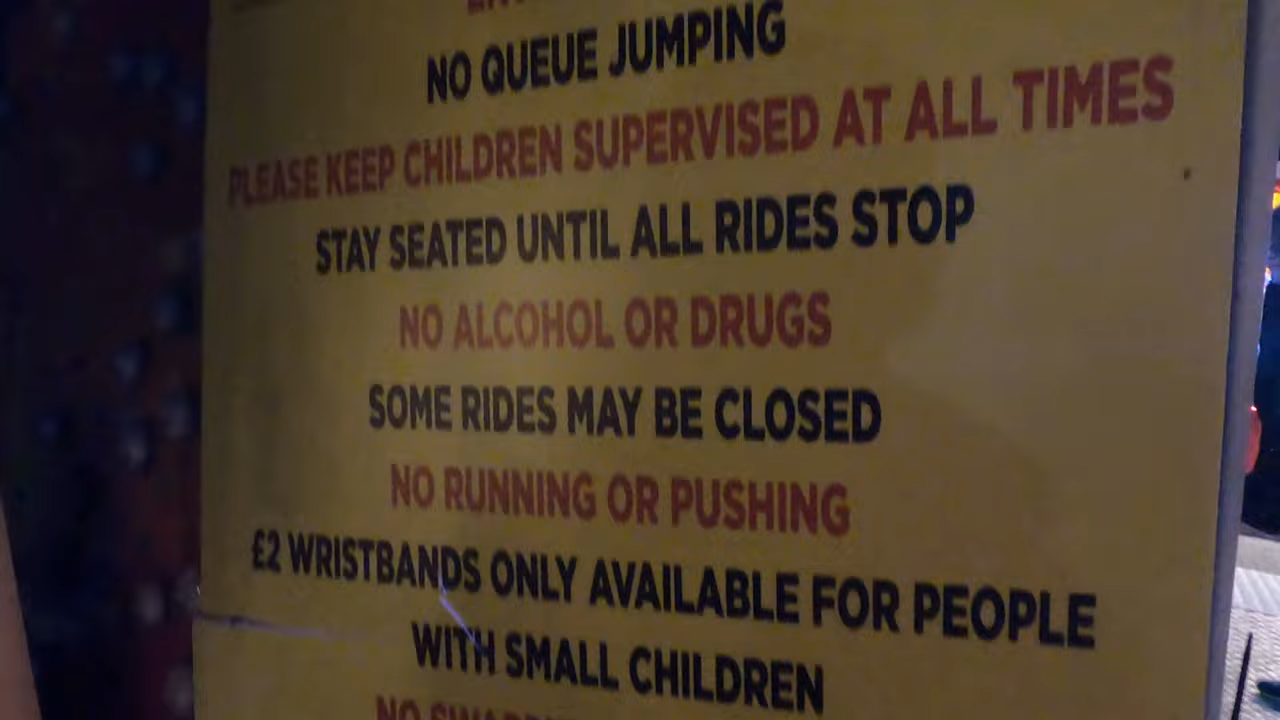 NO QUEUE JUMPING
PLEASE KEEP CHILDREN SUPERVISED AT ALL TIMES
STAY SEATED UNTIL ALL RIDES STOP
NO ALCOHOL OR DRUGS
SOME RIDES MAY BE CLOSED
NO RUNNING OR PUSHING
£2 WRISTBANDS ONLY AVAILABLE FOR PEOPLE
WITH SMALL CHILDREN
NO